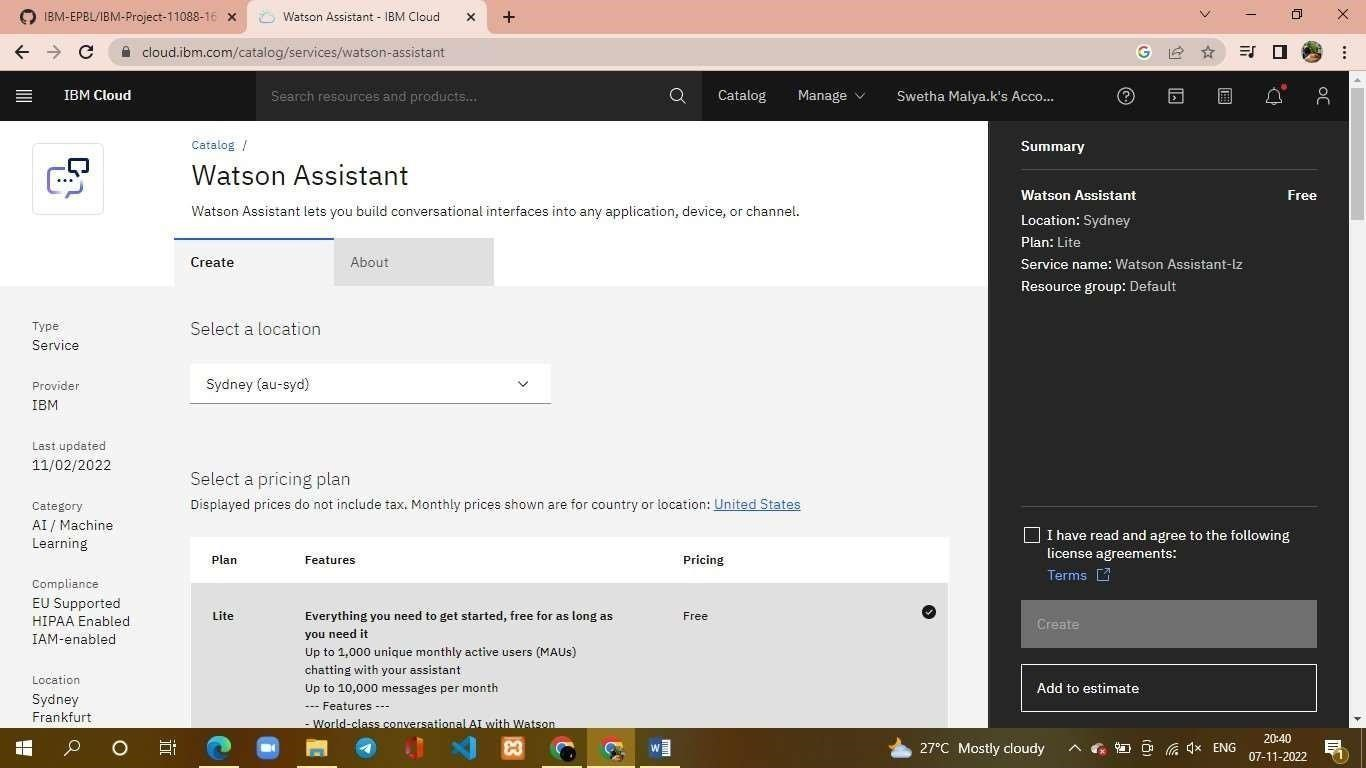 IBM-EPBL/IBM-Project-11088-16
Watson Assistant - IBM Cloud
cloud.ibm.com/catalog/services/watson-assistant
IBM Cloud
Search resources and products...
Catalog
Manage
Swetha Malya.k's Acco...
Catalog /
Watson Assistant
Watson Assistant lets you build conversational interfaces into any application, device, or channel.
Create
About
Type
Service
Provider
IBM
Last updated
11/02/2022
Category
AI / Machine
Learning
Compliance
EU Supported
HIPAA Enabled
IAM-enabled
Location
Sydney
Frankfurt
Select a location
Sydney (au-syd)
Select a pricing plan
Displayed prices do not include tax. Monthly prices shown are for country or location: United States
Plan Features Pricing
Lite Everything you need to get started, free for as long as Free
you need it
Up to 1,000 unique monthly active users (MAUs)
chatting with your assistant
Up to 10,000 messages per month
--- Features ---
- World-class conversational AI with Watson
Summary
Watson Assistant Free
Location: Sydney
Plan: Lite
Service name: Watson Assistant-lz
Resource group: Default
I have read and agree to the following
license agreements:
Terms
Create
Add to estimate
27°C Mostly cloudy
ENG
20:40
07-11-2022
1